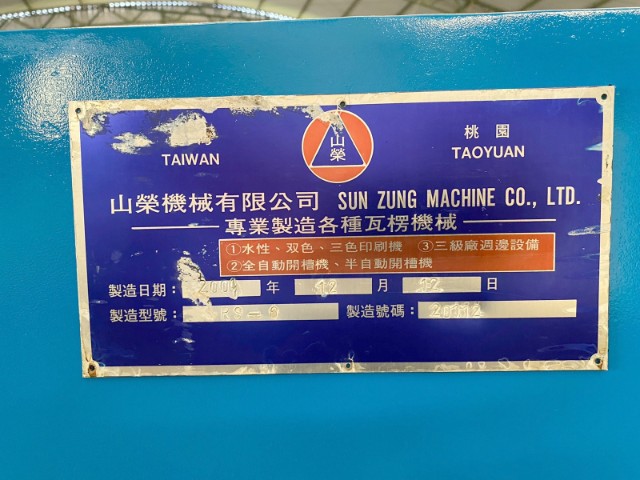 台灣
TAIWAN
山榮
桃園
TAOYUAN
山榮機械有限公司 SUN ZUNG MACHINE CO., LTD.
專業製造各種瓦楞機械
①水性、双色、三色印刷機 ③三級廠週邊設備
②全自動開槽機、半自動開槽機
製造日期: 年 12 月 12 日
製造型號:
製造號碼: